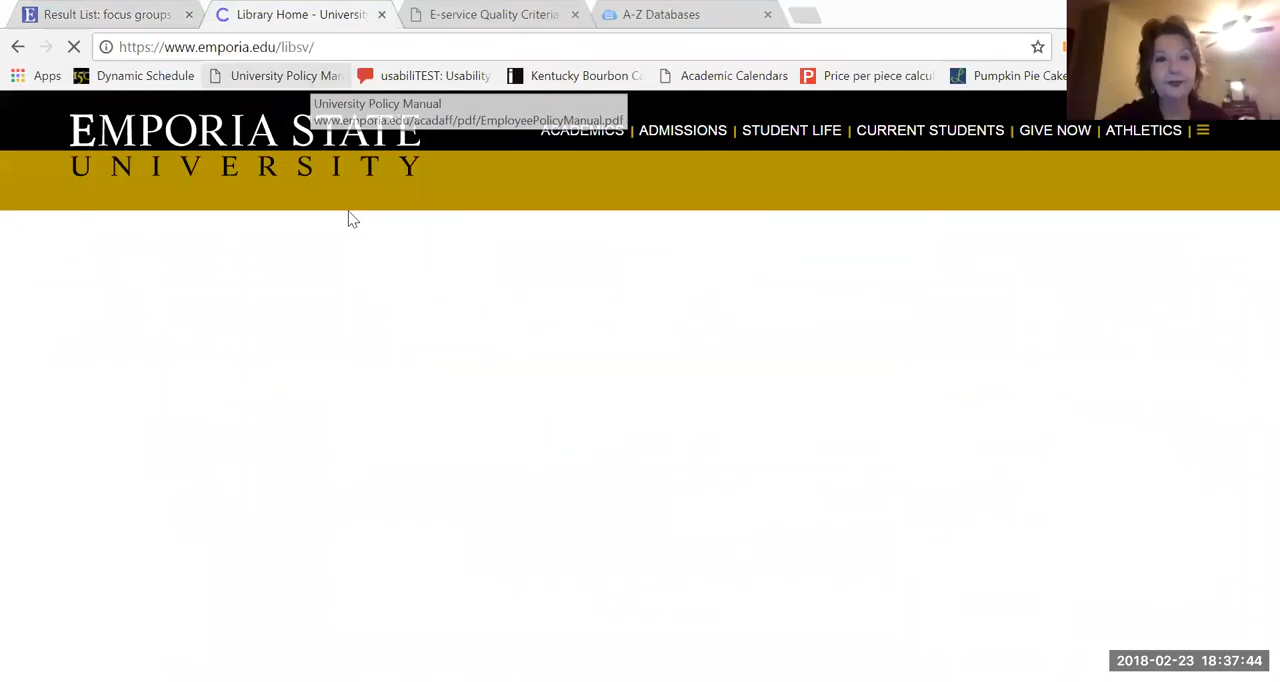 Result List: focus groups
Library Home - Universit
E-service Quality Criteria
A-Z Databases
https://www.emporia.edu/libsv/
Apps
Dynamic Schedule
University Policy Man
usabiliTEST: Usability
Kentucky Bourbon C
Academic Calendars
Price per piece calcu
Pumpkin Pie Cake
University Policy Manual
www.emporia.edu/acadaff/pdf/EmployeePolicyManual.pdf
EMPORIA STATE
UNIVERSITY
ACADEMICS | ADMISSIONS | STUDENT LIFE | CURRENT STUDENTS | GIVE NOW | ATHLETICS |
2018-02-23 18:37:44